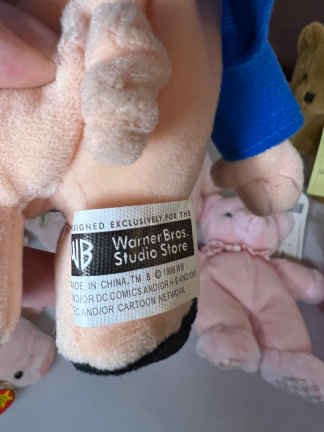 SIGNED EXCLUSIVELY FOR THE
WB Warner Bros.
Studio Store
MADE IN CHINA, TM & © 1998 WB
AND/OR DC COMICS AND/OR H-B AND/OR
AND/OR CARTOON NETWORK